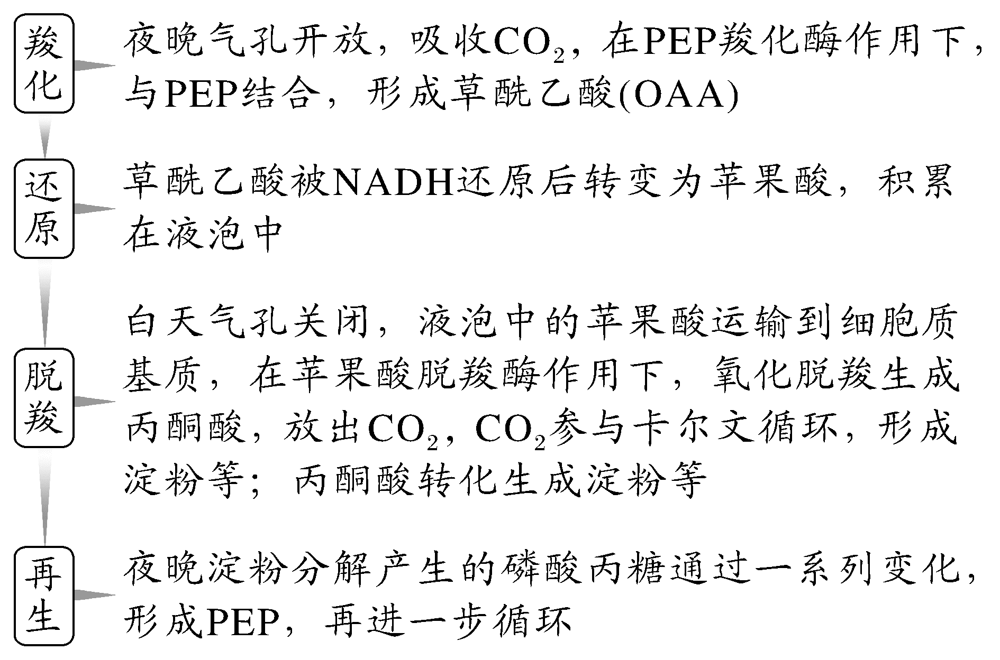 羧化
夜晚气孔开放，吸收CO₂，在PEP羧化酶作用下，
与PEP结合，形成草酰乙酸(OAA)
还原
草酰乙酸被NADH还原后转变为苹果酸，积累
在液泡中
脱羧
白天气孔关闭，液泡中的苹果酸运输到细胞质
基质，在苹果酸脱羧酶作用下，氧化脱羧生成
丙酮酸，放出CO₂，CO₂参与卡尔文循环，形成
淀粉等；丙酮酸转化生成淀粉等
再生
夜晚淀粉分解产生的磷酸丙糖通过一系列变化，
形成PEP，再进一步循环